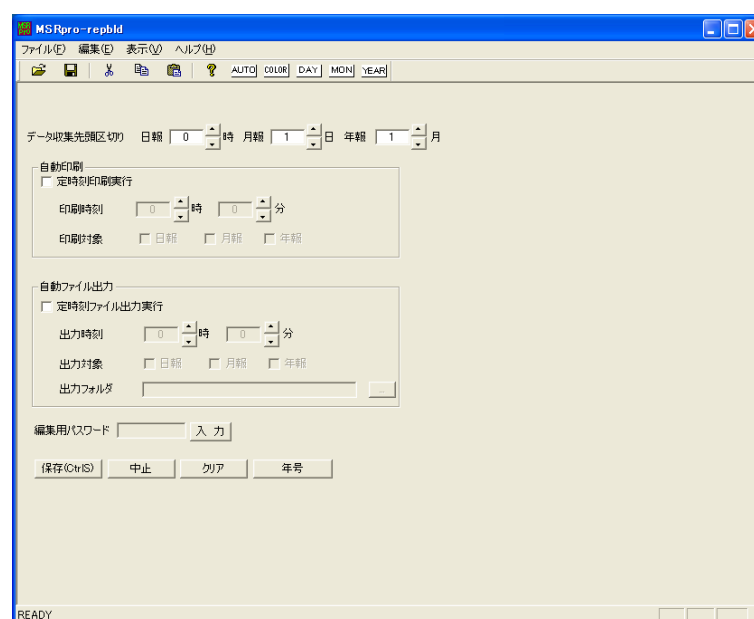 MSRpro-repbld
ファイル(F) 編集(E) 表示(V) ヘルプ(H)
AUTO COLOR DAY MON YEAR
データ収集先頭区切り 日報 0 時 月報 1 日 年報 1 月
自動印刷
定時刻印刷実行
印刷時刻 0 時 0 分
印刷対象 日報 月報 年報
自動ファイル出力
定時刻ファイル出力実行
出力時刻 0 時 0 分
出力対象 日報 月報 年報
出力フォルダ ...
編集用パスワード 入 力
保存(CtrlS) 中止 クリア 年号
READY